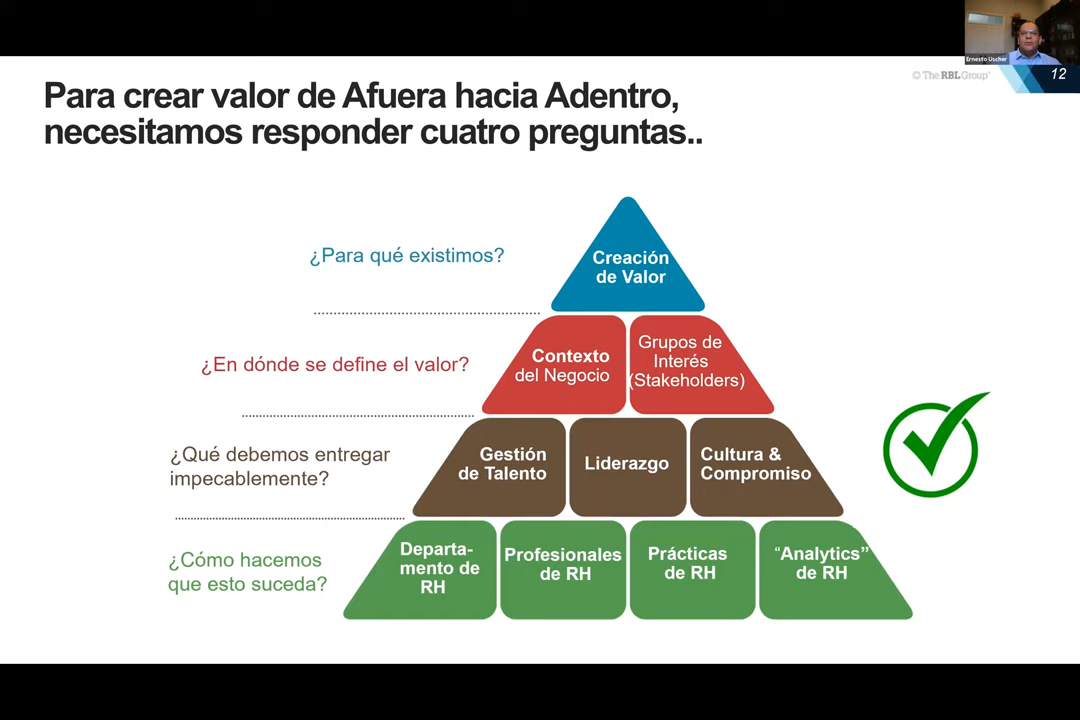 Ernesto Uscher
© The RBL Group®
12
Para crear valor de Afuera hacia Adentro,
necesitamos responder cuatro preguntas..
¿Para qué existimos?
Creación
de Valor
¿En dónde se define el valor?
Contexto
del Negocio
Grupos de
Interés
(Stakeholders)
¿Qué debemos entregar
impecablemente?
Gestión
de Talento
Liderazgo
Cultura &
Compromiso
¿Cómo hacemos
que esto suceda?
Departa-
mento de
RH
Profesionales
de RH
Prácticas
de RH
“Analytics”
de RH